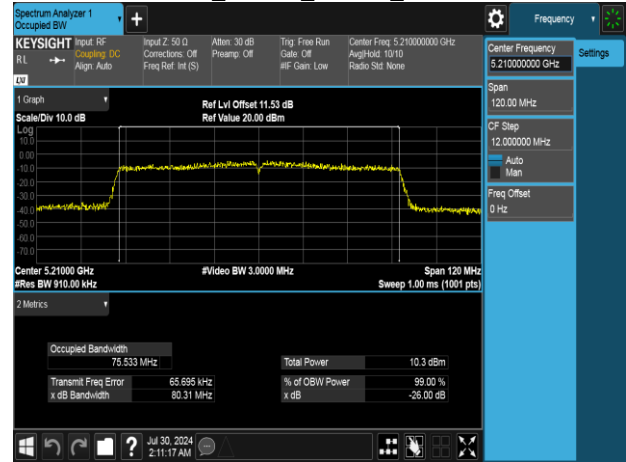 Spectrum Analyzer 1
Occupied BW
Frequency
KEYSIGHT
RL
LXI
Input: RF
Coupling: DC
Align: Auto
Input Z: 50 Ω
Corrections: Off
Freq Ref: Int (S)
Atten: 30 dB
Preamp: Off
Trig: Free Run
Gate: Off
#IF Gain: Low
Center Freq: 5.210000000 GHz
Avg|Hold: 10/10
Radio Std: None
Center Frequency
5.210000000 GHz
Settings
Span
120.00 MHz
CF Step
12.000000 MHz
Auto
Man
Freq Offset
0 Hz
1 Graph
Scale/Div 10.0 dB
Ref Lvl Offset 11.53 dB
Ref Value 20.00 dBm
Log
10.0
0.00
-10.0
-20.0
-30.0
-40.0
-50.0
-60.0
-70.0
Center 5.21000 GHz
#Res BW 910.00 kHz
#Video BW 3.0000 MHz
Span 120 MHz
Sweep 1.00 ms (1001 pts)
2 Metrics
Occupied Bandwidth
75.533 MHz
Total Power 10.3 dBm
Transmit Freq Error 65.695 kHz
% of OBW Power 99.00 %
x dB Bandwidth 80.31 MHz
x dB -26.00 dB
?
Jul 30, 2024
2:11:17 AM